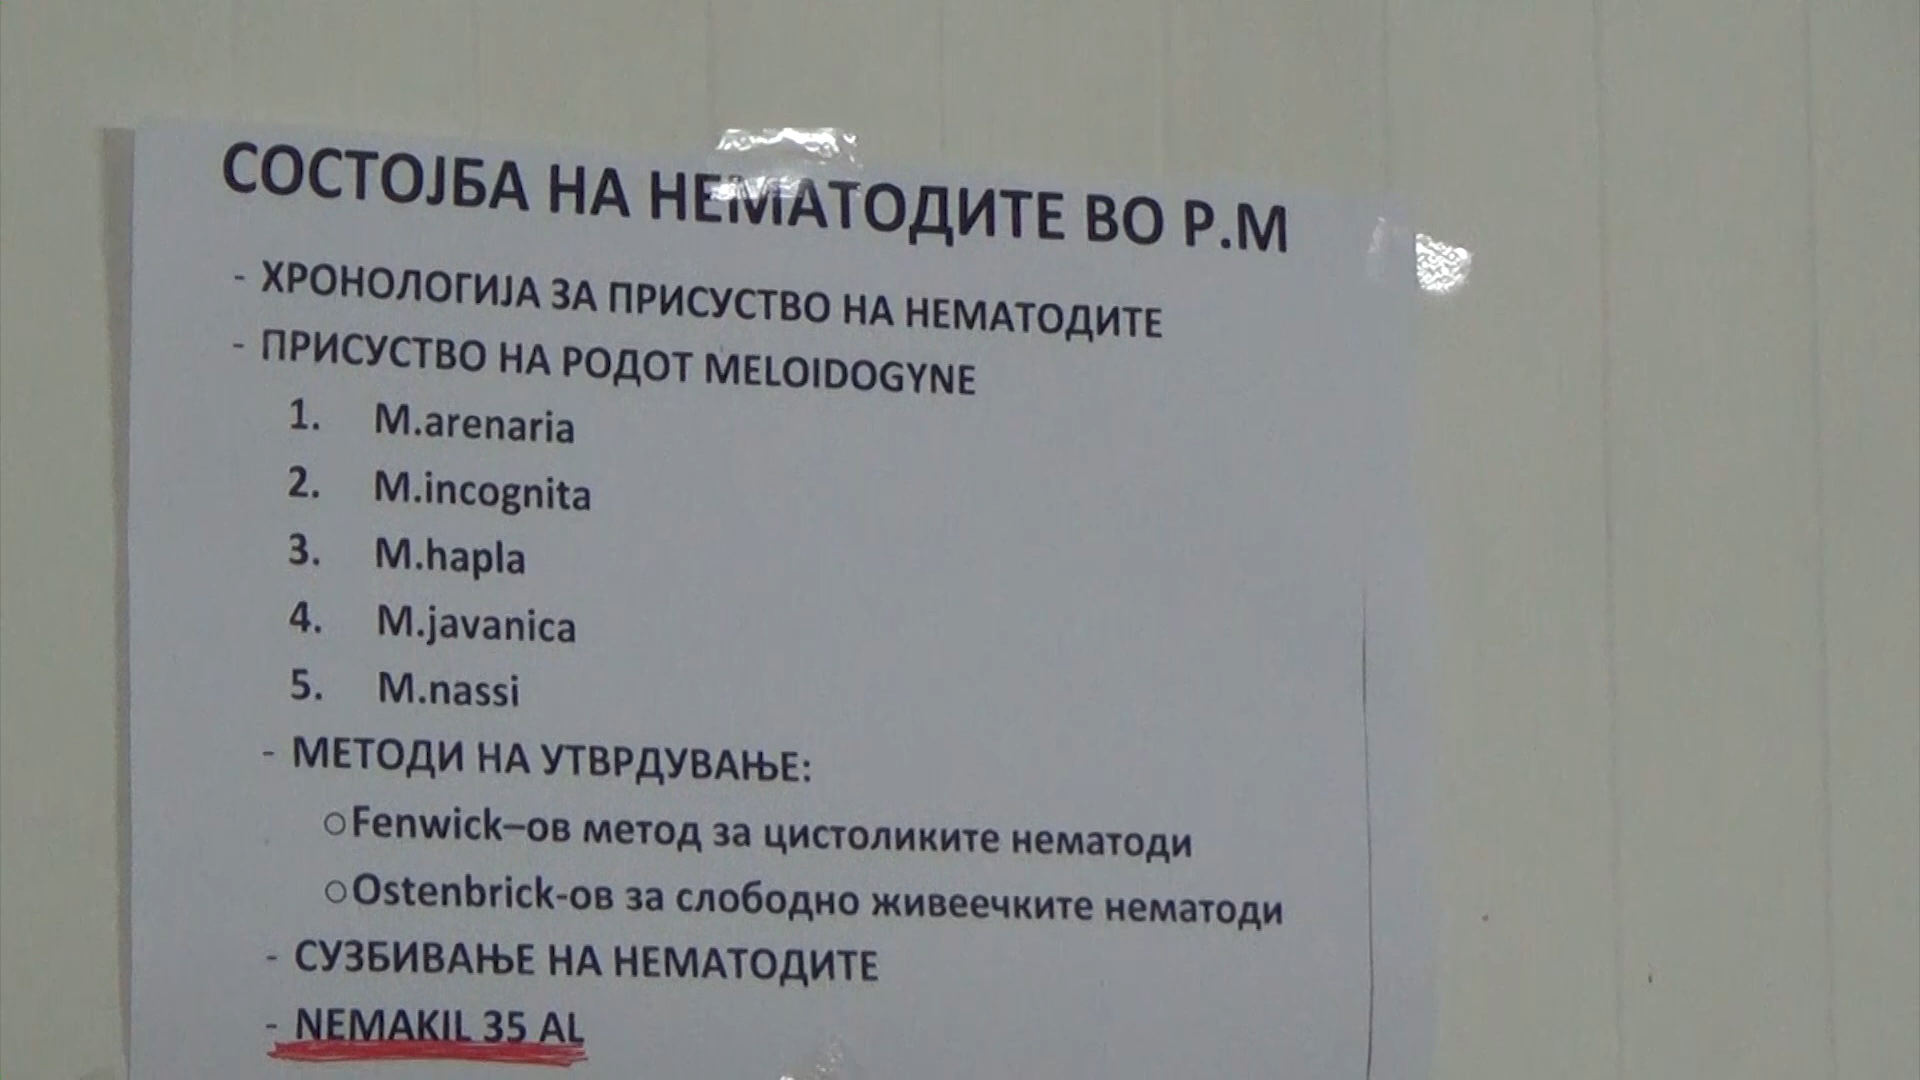 СОСТОЈБА НА НЕМАТОДИТЕ ВО Р.М
- ХРОНОЛОГИЈА ЗА ПРИСУСТВО НА НЕМАТОДИТЕ
- ПРИСУСТВО НА РОДОТ MELOIDOGYNE
1. M.arenaria
2. M.incognita
3. M.hapla
4. M.javanica
5. M.nassi
- МЕТОДИ НА УТВРДУВАЊЕ:
○Fenwick–ов метод за цистоликите нематоди
○Ostenbrick-ов за слободно живеечките нематоди
- СУЗБИВАЊЕ НА НЕМАТОДИТЕ
- NEMAKIL 35 AL